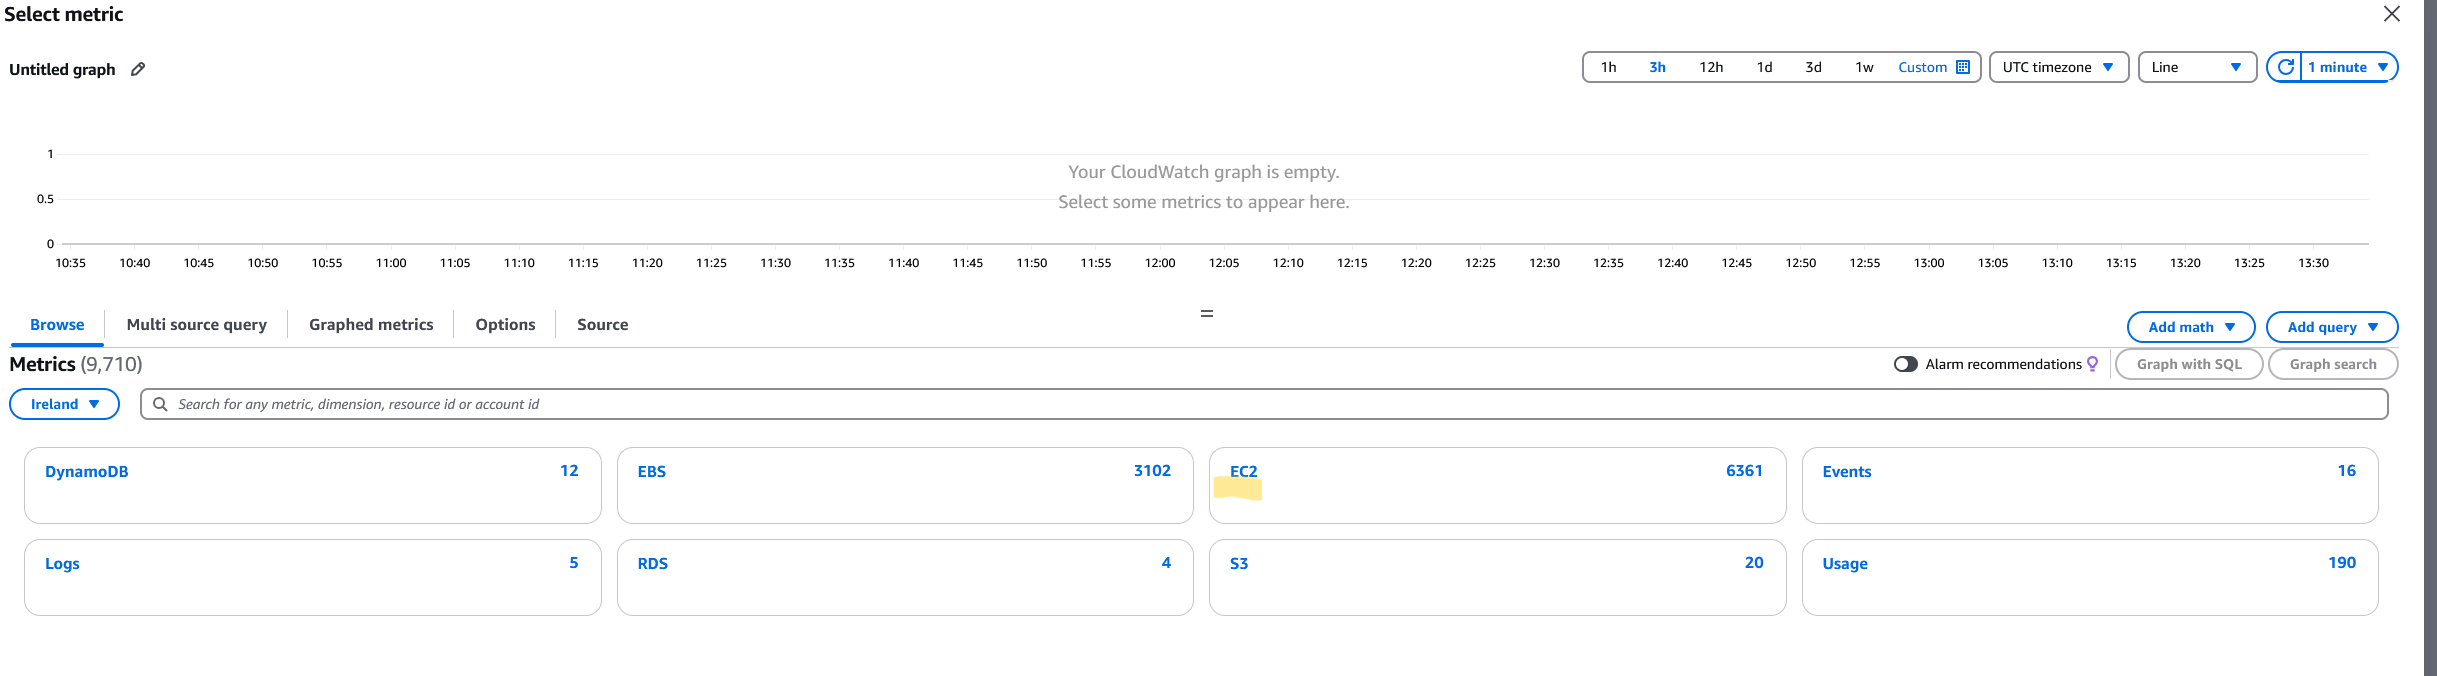 Select metric
Untitled graph
1h 3h 12h 1d 3d 1w Custom UTC timezone Line 1 minute
1
Your CloudWatch graph is empty.
0.5
Select some metrics to appear here.
0
10:35 10:40 10:45 10:50 10:55 11:00 11:05 11:10 11:15 11:20 11:25 11:30 11:35 11:40 11:45 11:50 11:55 12:00 12:05 12:10 12:15 12:20 12:25 12:30 12:35 12:40 12:45 12:50 12:55 13:00 13:05 13:10 13:15 13:20 13:25 13:30
Browse Multi source query Graphed metrics Options Source Add math Add query
Metrics (9,710) Alarm recommendations Graph with SQL Graph search
Ireland Search for any metric, dimension, resource id or account id
DynamoDB 12 EBS 3102 EC2 6361 Events 16
Logs 5 RDS 4 S3 20 Usage 190